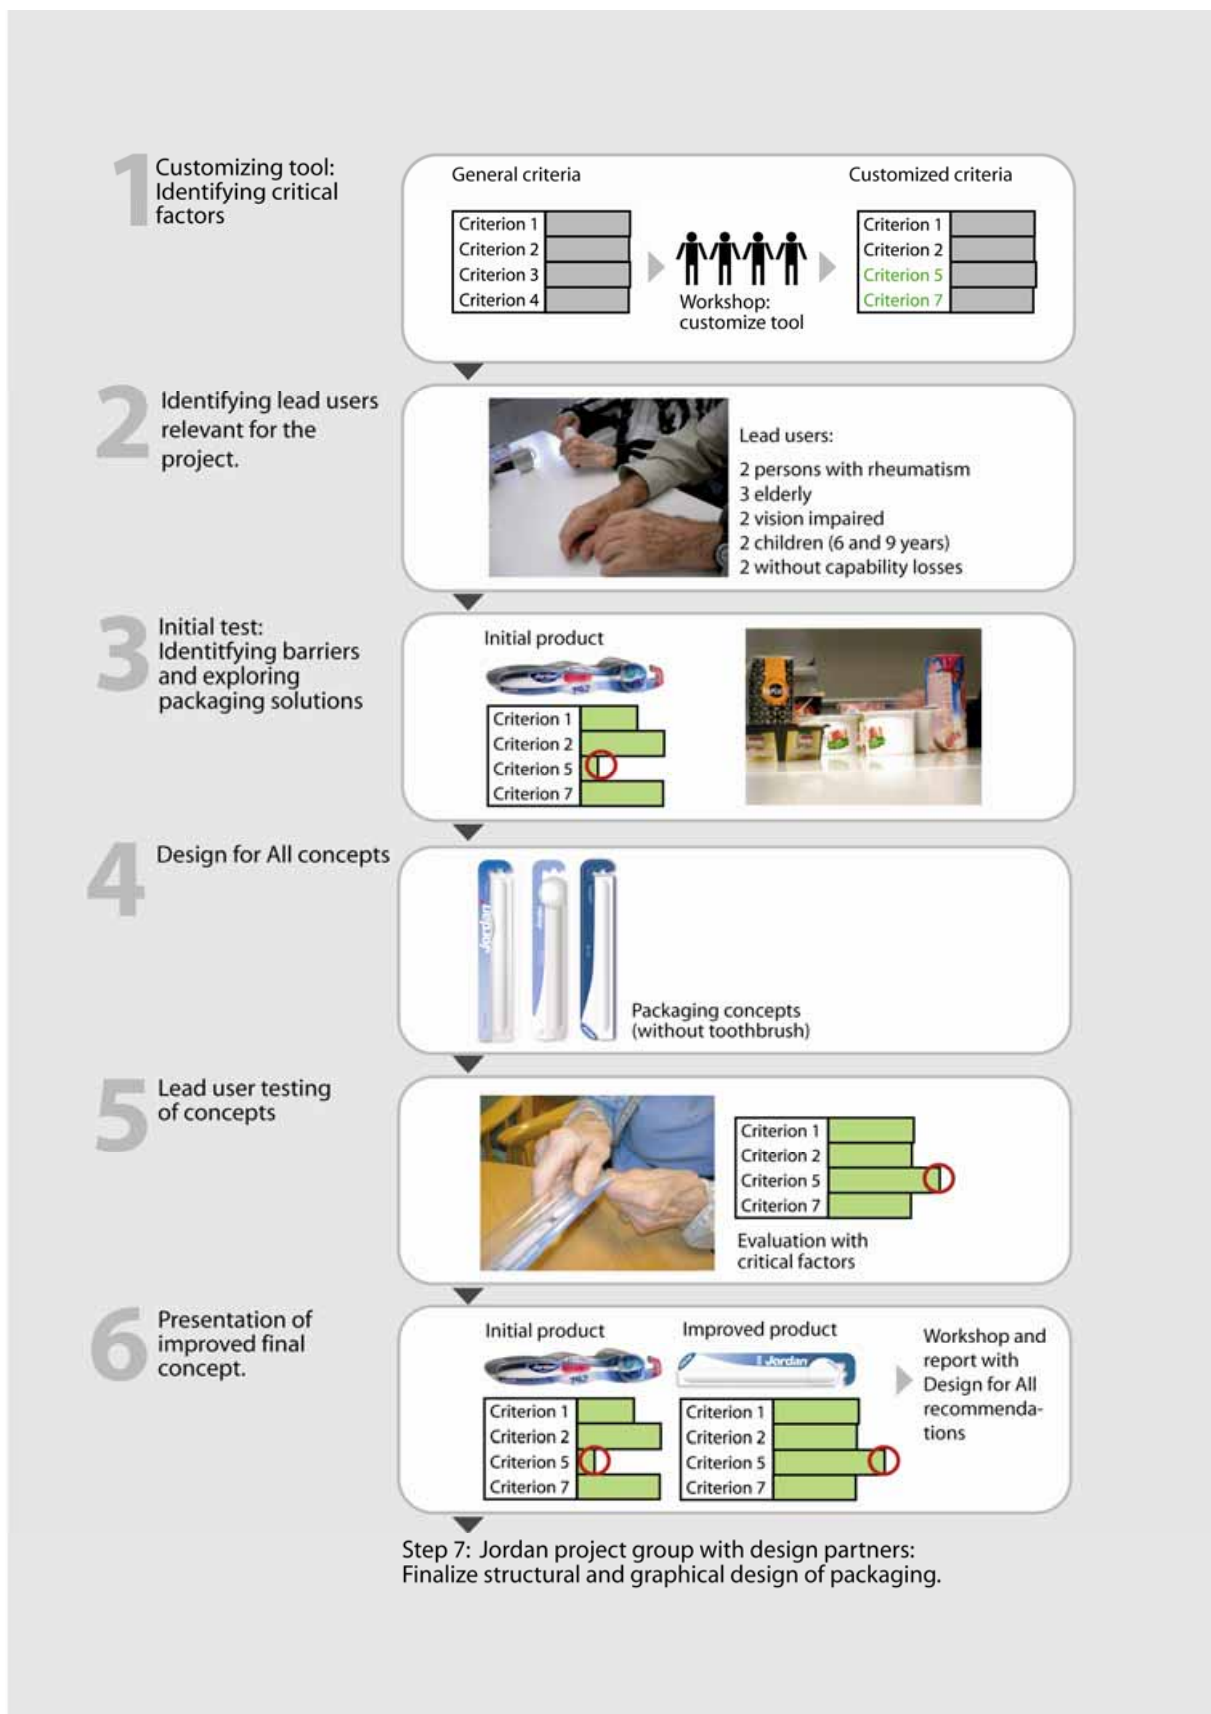 1
Customizing tool:
Identifying critical
factors
General criteria
Criterion 1
Criterion 2
Criterion 3
Criterion 4
Workshop:
customize tool
Customized criteria
Criterion 1
Criterion 2
Criterion 5
Criterion 7
2
Identifying lead users
relevant for the
project.
Lead users:
2 persons with rheumatism
3 elderly
2 vision impaired
2 children (6 and 9 years)
2 without capability losses
3
Initial test:
Identitfying barriers
and exploring
packaging solutions
Initial product
Criterion 1
Criterion 2
Criterion 5
Criterion 7
4
Design for All concepts
Jordan
Packaging concepts
(without toothbrush)
5
Lead user testing
of concepts
Criterion 1
Criterion 2
Criterion 5
Criterion 7
Evaluation with
critical factors
6
Presentation of
improved final
concept.
Initial product
Criterion 1
Criterion 2
Criterion 5
Criterion 7
Improved product
Jordan
Criterion 1
Criterion 2
Criterion 5
Criterion 7
Workshop and
report with
Design for All
recommenda-
tions
Step 7: Jordan project group with design partners:
Finalize structural and graphical design of packaging.